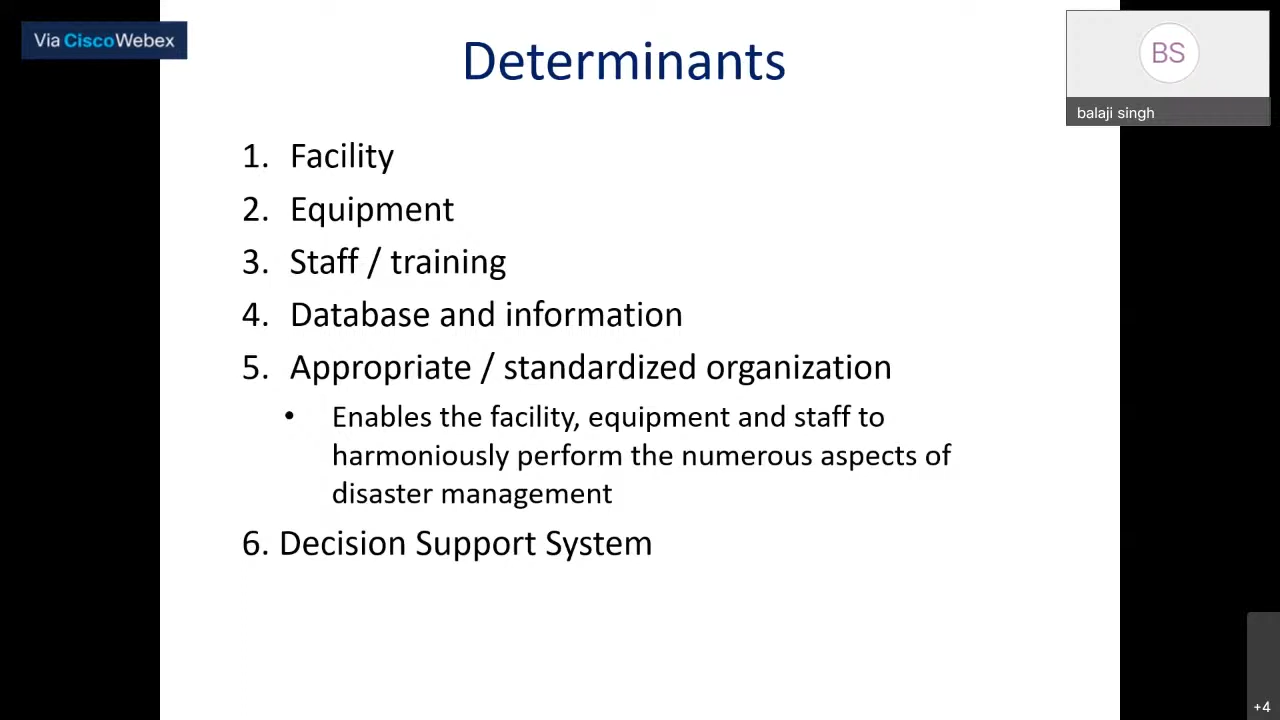 Via CiscoWebex
Determinants
BS
balaji singh
1. Facility
2. Equipment
3. Staff / training
4. Database and information
5. Appropriate / standardized organization
• Enables the facility, equipment and staff to
harmoniously perform the numerous aspects of
disaster management
6. Decision Support System
+4